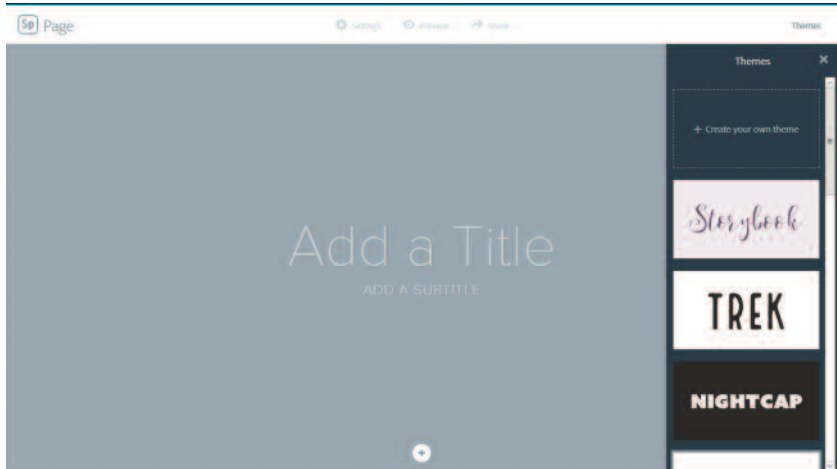 Sp Page
Settings Preview Share
Themes
Themes
+ Create your own theme
Storybook
TREK
NIGHTCAP
Add a Title
ADD A SUBTITLE